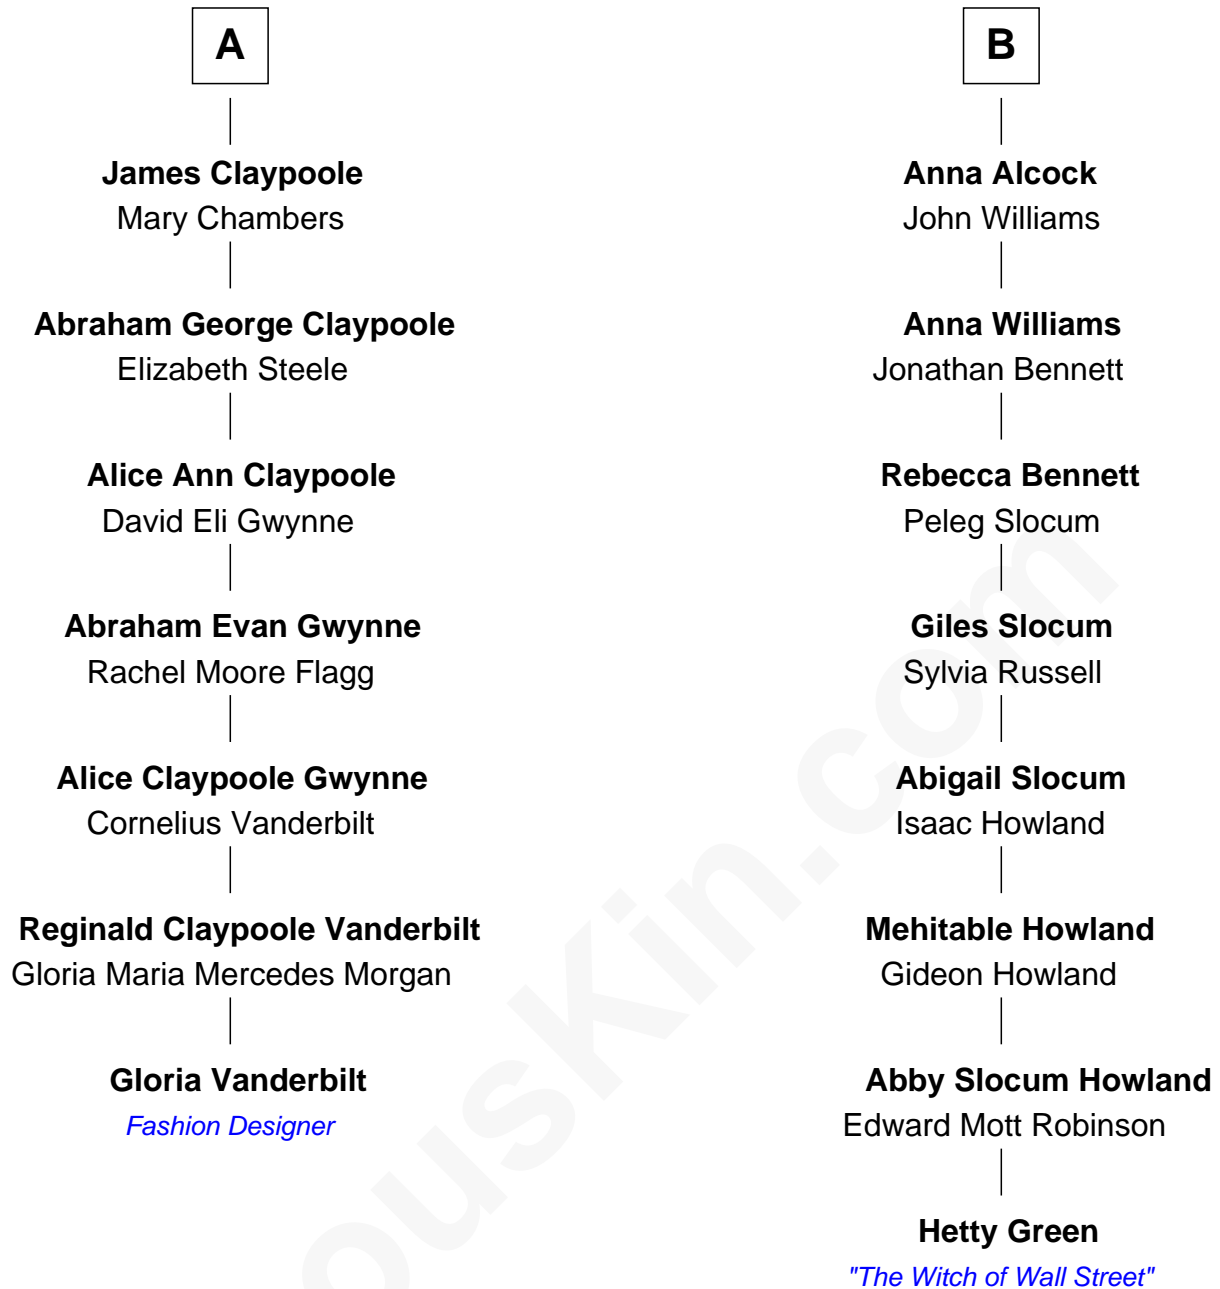 A
James Claypoole
Mary Chambers
Abraham George Claypoole
Elizabeth Steele
Alice Ann Claypoole
David Eli Gwynne
Abraham Evan Gwynne
Rachel Moore Flagg
Alice Claypoole Gwynne
Cornelius Vanderbilt
Reginald Claypoole Vanderbilt
Gloria Maria Mercedes Morgan
Gloria Vanderbilt
Fashion Designer
B
Anna Alcock
John Williams
Anna Williams
Jonathan Bennett
Rebecca Bennett
Peleg Slocum
Giles Slocum
Sylvia Russell
Abigail Slocum
Isaac Howland
Mehitable Howland
Gideon Howland
Abby Slocum Howland
Edward Mott Robinson
Hetty Green
"The Witch of Wall Street"
ousKin.com